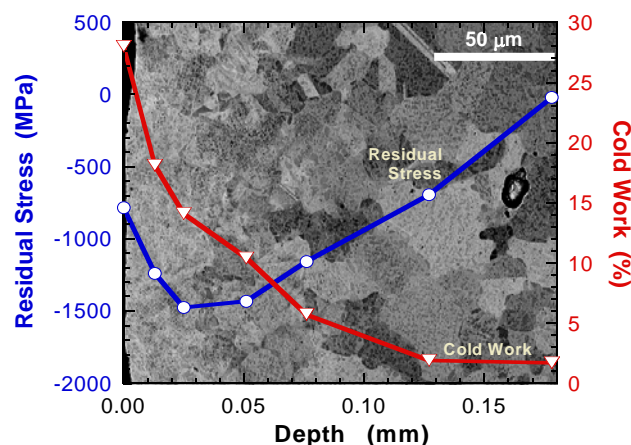 500
0
-500
-1000
-1500
-2000
Residual Stress (MPa)
30
25
20
15
10
5
0
Cold Work (%)
50 µm
Residual
Stress
Cold Work
0.00
0.05
0.10
0.15
Depth (mm)